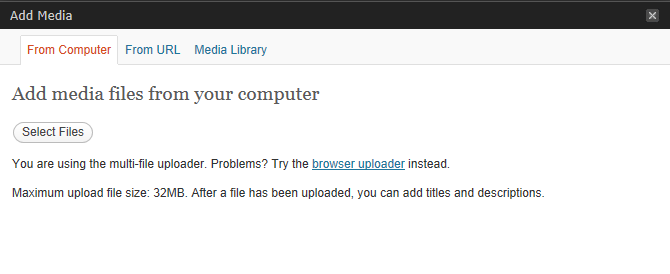 Add Media
From Computer From URL Media Library
Add media files from your computer
Select Files
You are using the multi-file uploader. Problems? Try the browser uploader instead.
Maximum upload file size: 32MB. After a file has been uploaded, you can add titles and descriptions.